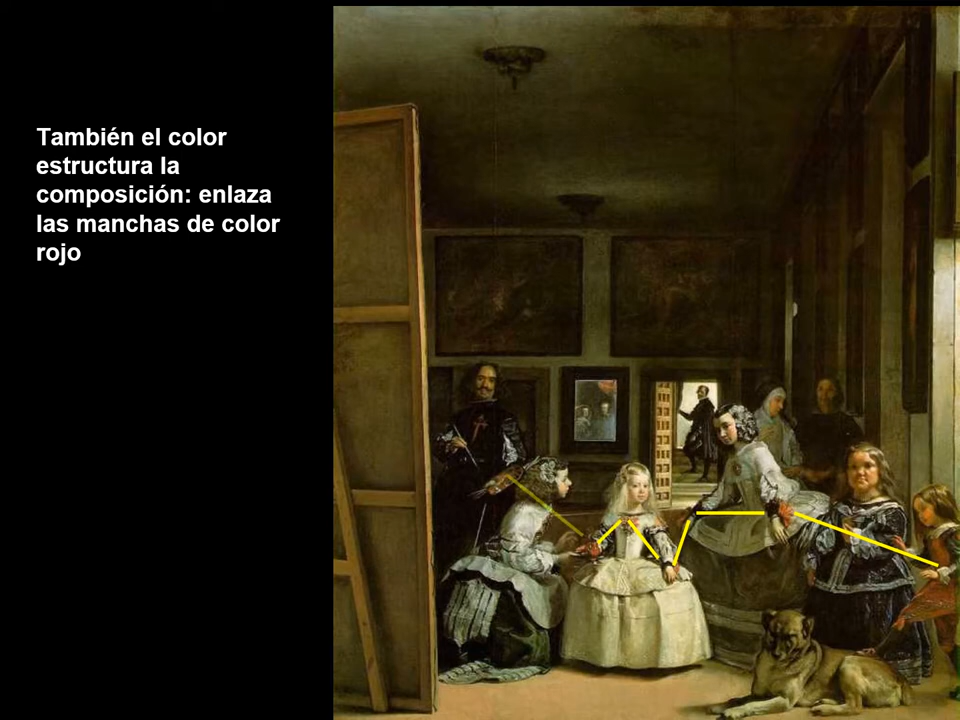 También el color
estructura la
composición: enlaza
las manchas de color
rojo